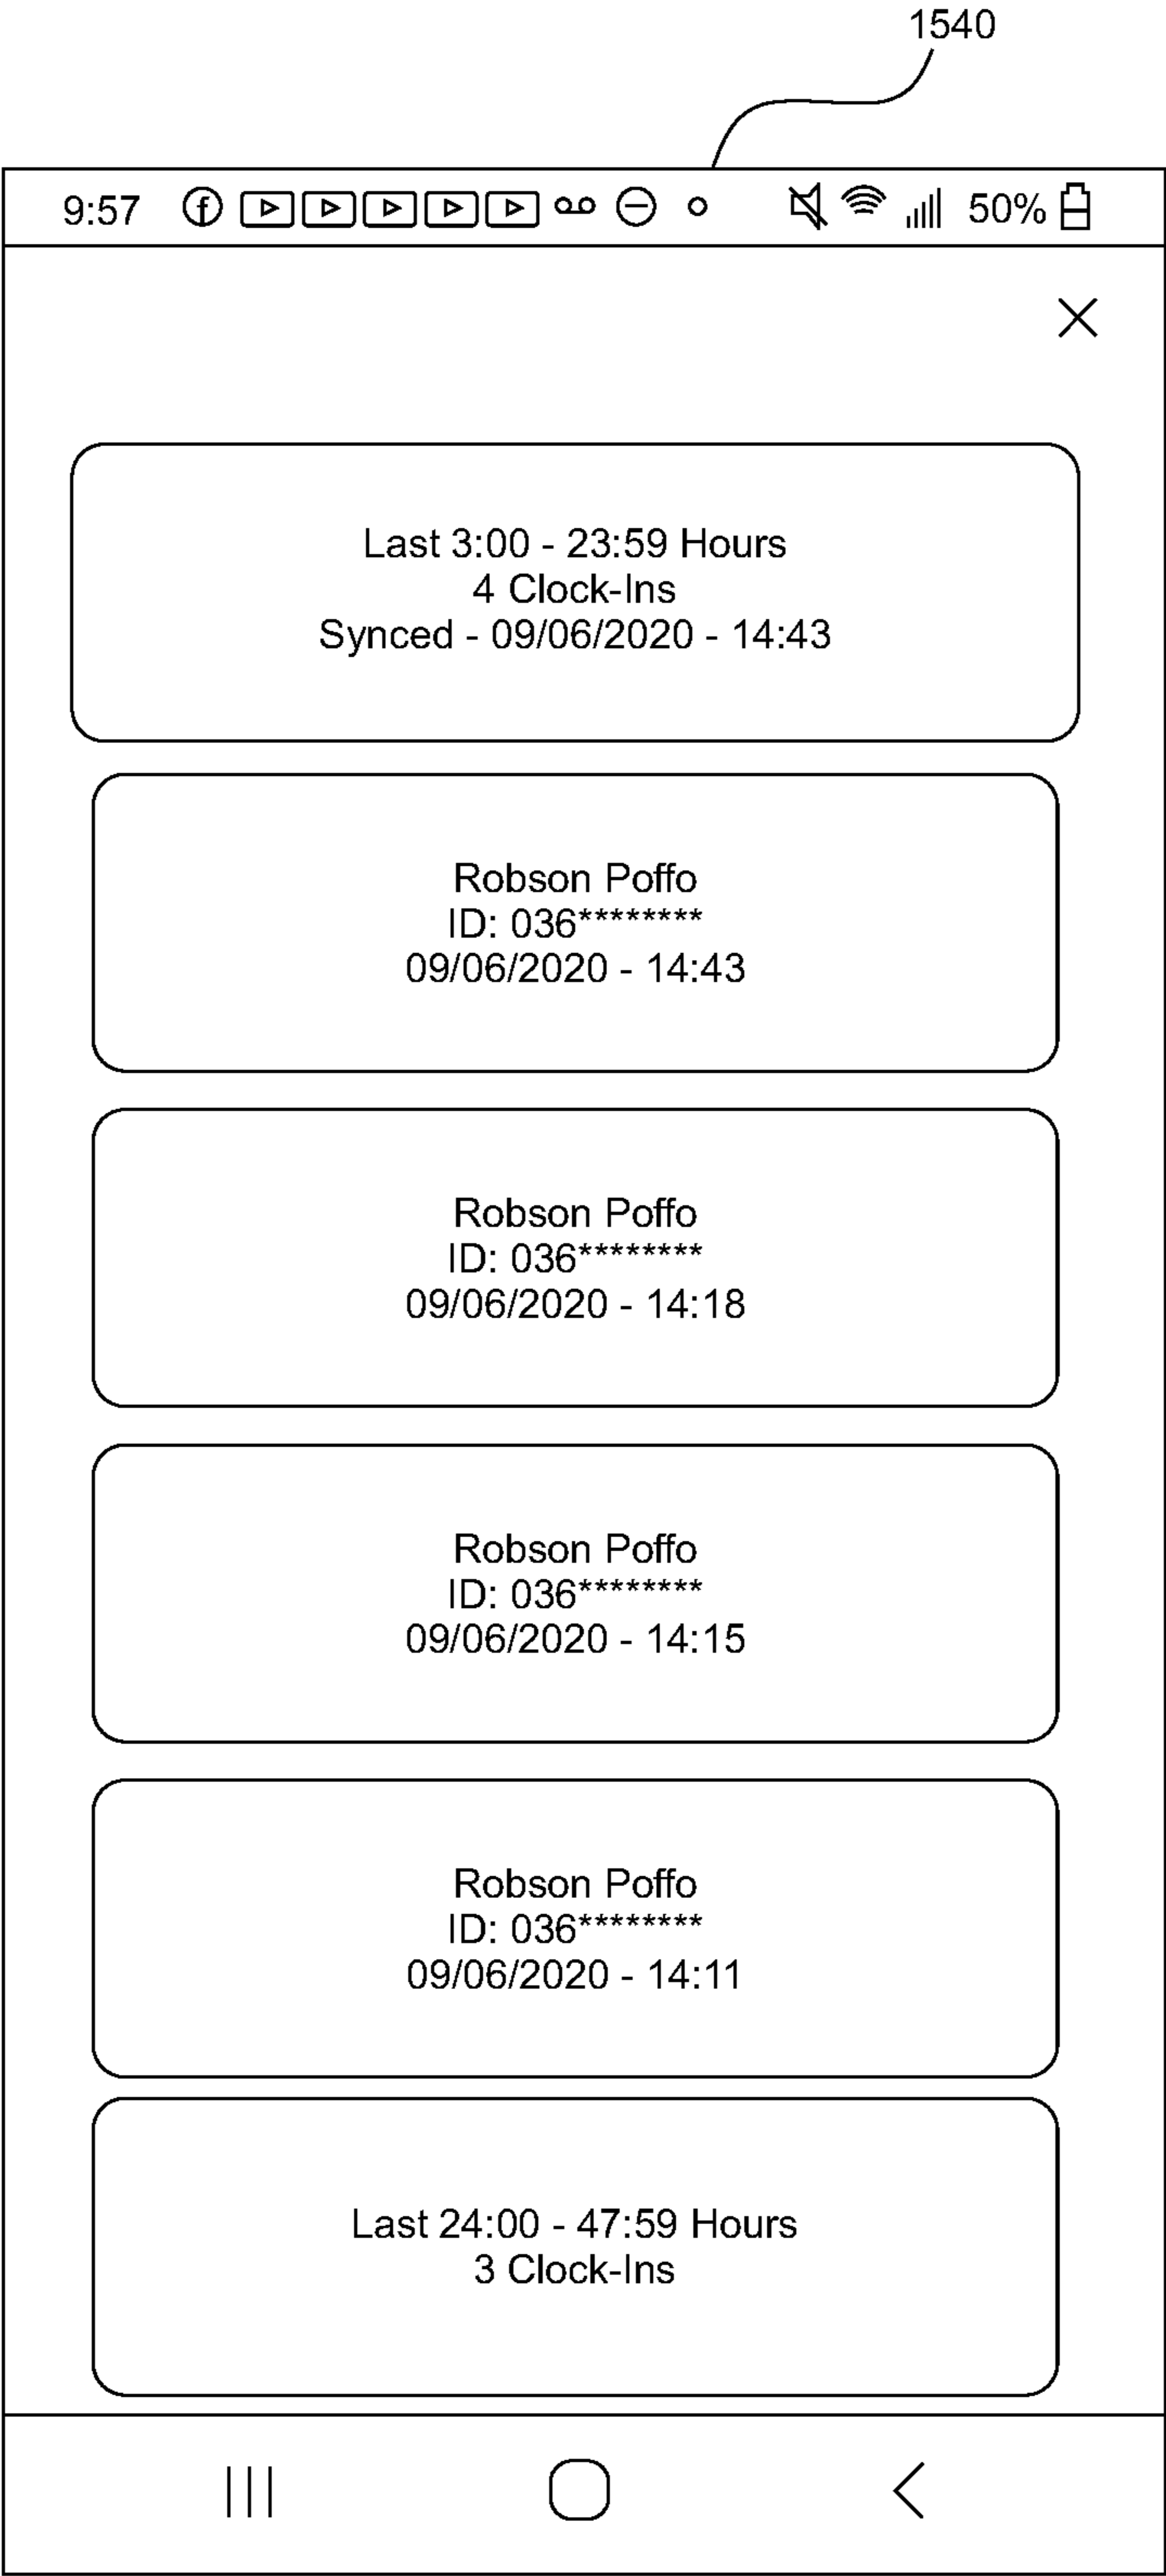 1540
9:57 f 50%
Last 3:00 - 23:59 Hours
4 Clock-Ins
Synced - 09/06/2020 - 14:43
Robson Poffo
ID: 036********
09/06/2020 - 14:43
Robson Poffo
ID: 036********
09/06/2020 - 14:18
Robson Poffo
ID: 036********
09/06/2020 - 14:15
Robson Poffo
ID: 036********
09/06/2020 - 14:11
Last 24:00 - 47:59 Hours
3 Clock-Ins